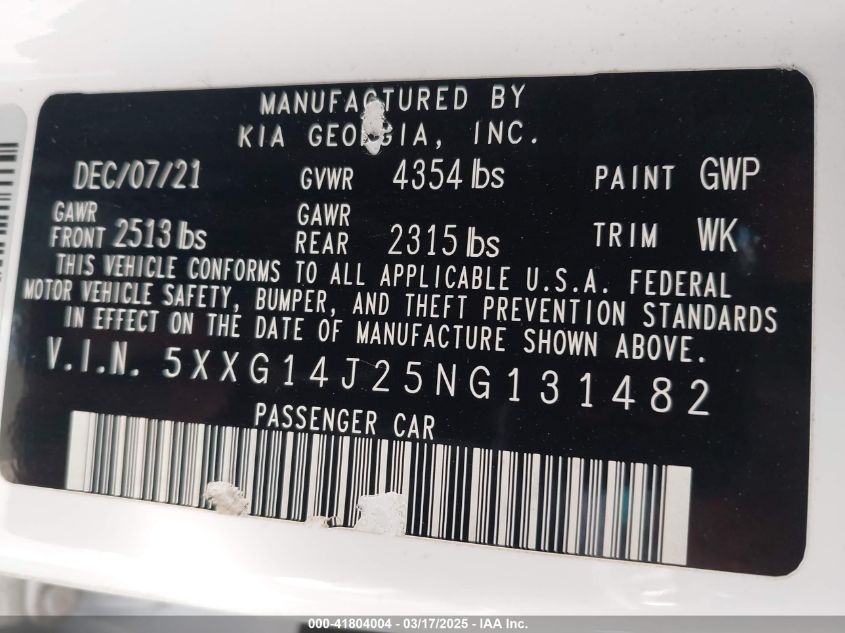 MANUFACTURED BY
KIA GEORGIA, INC.
DEC/07/21 GVWR 4354 lbs PAINT GWP
GAWR FRONT 2513 lbs GAWR REAR 2315 lbs TRIM WK
THIS VEHICLE CONFORMS TO ALL APPLICABLE U.S.A. FEDERAL
MOTOR VEHICLE SAFETY, BUMPER, AND THEFT PREVENTION STANDARDS
IN EFFECT ON THE DATE OF MANUFACTURE SHOWN ABOVE.
V.I.N. 5XXG14J25NG131482
PASSENGER CAR
000-41804004 - 03/17/2025 - IAA Inc.